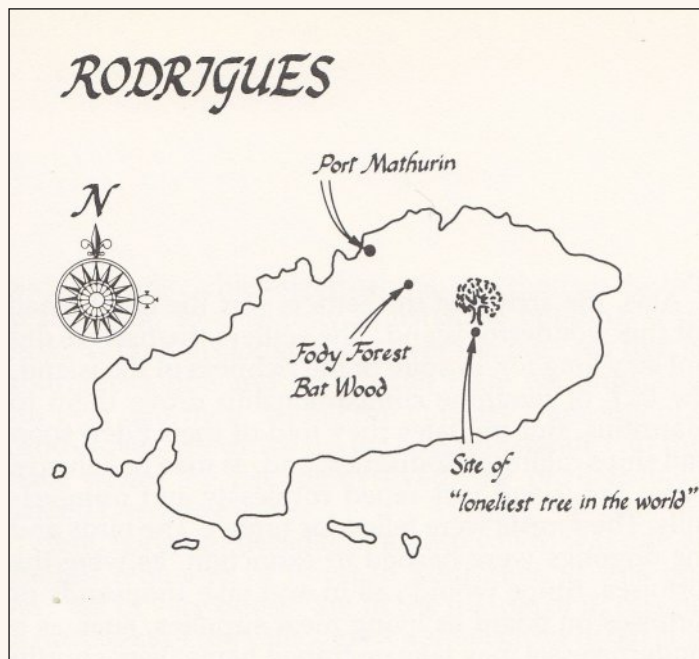 RODRIGUES
Port Mathurin
N
Fody Forest
Bat Wood
Site of
"loneliest tree in the world"